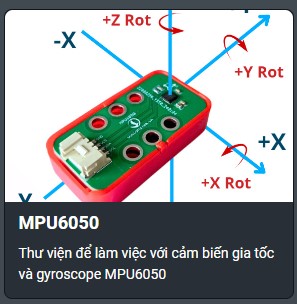 +Z Rot
-X
+Y Rot
+X
+X Rot
MPU6050
Thư viện để làm việc với cảm biến gia tốc
và gyroscope MPU6050